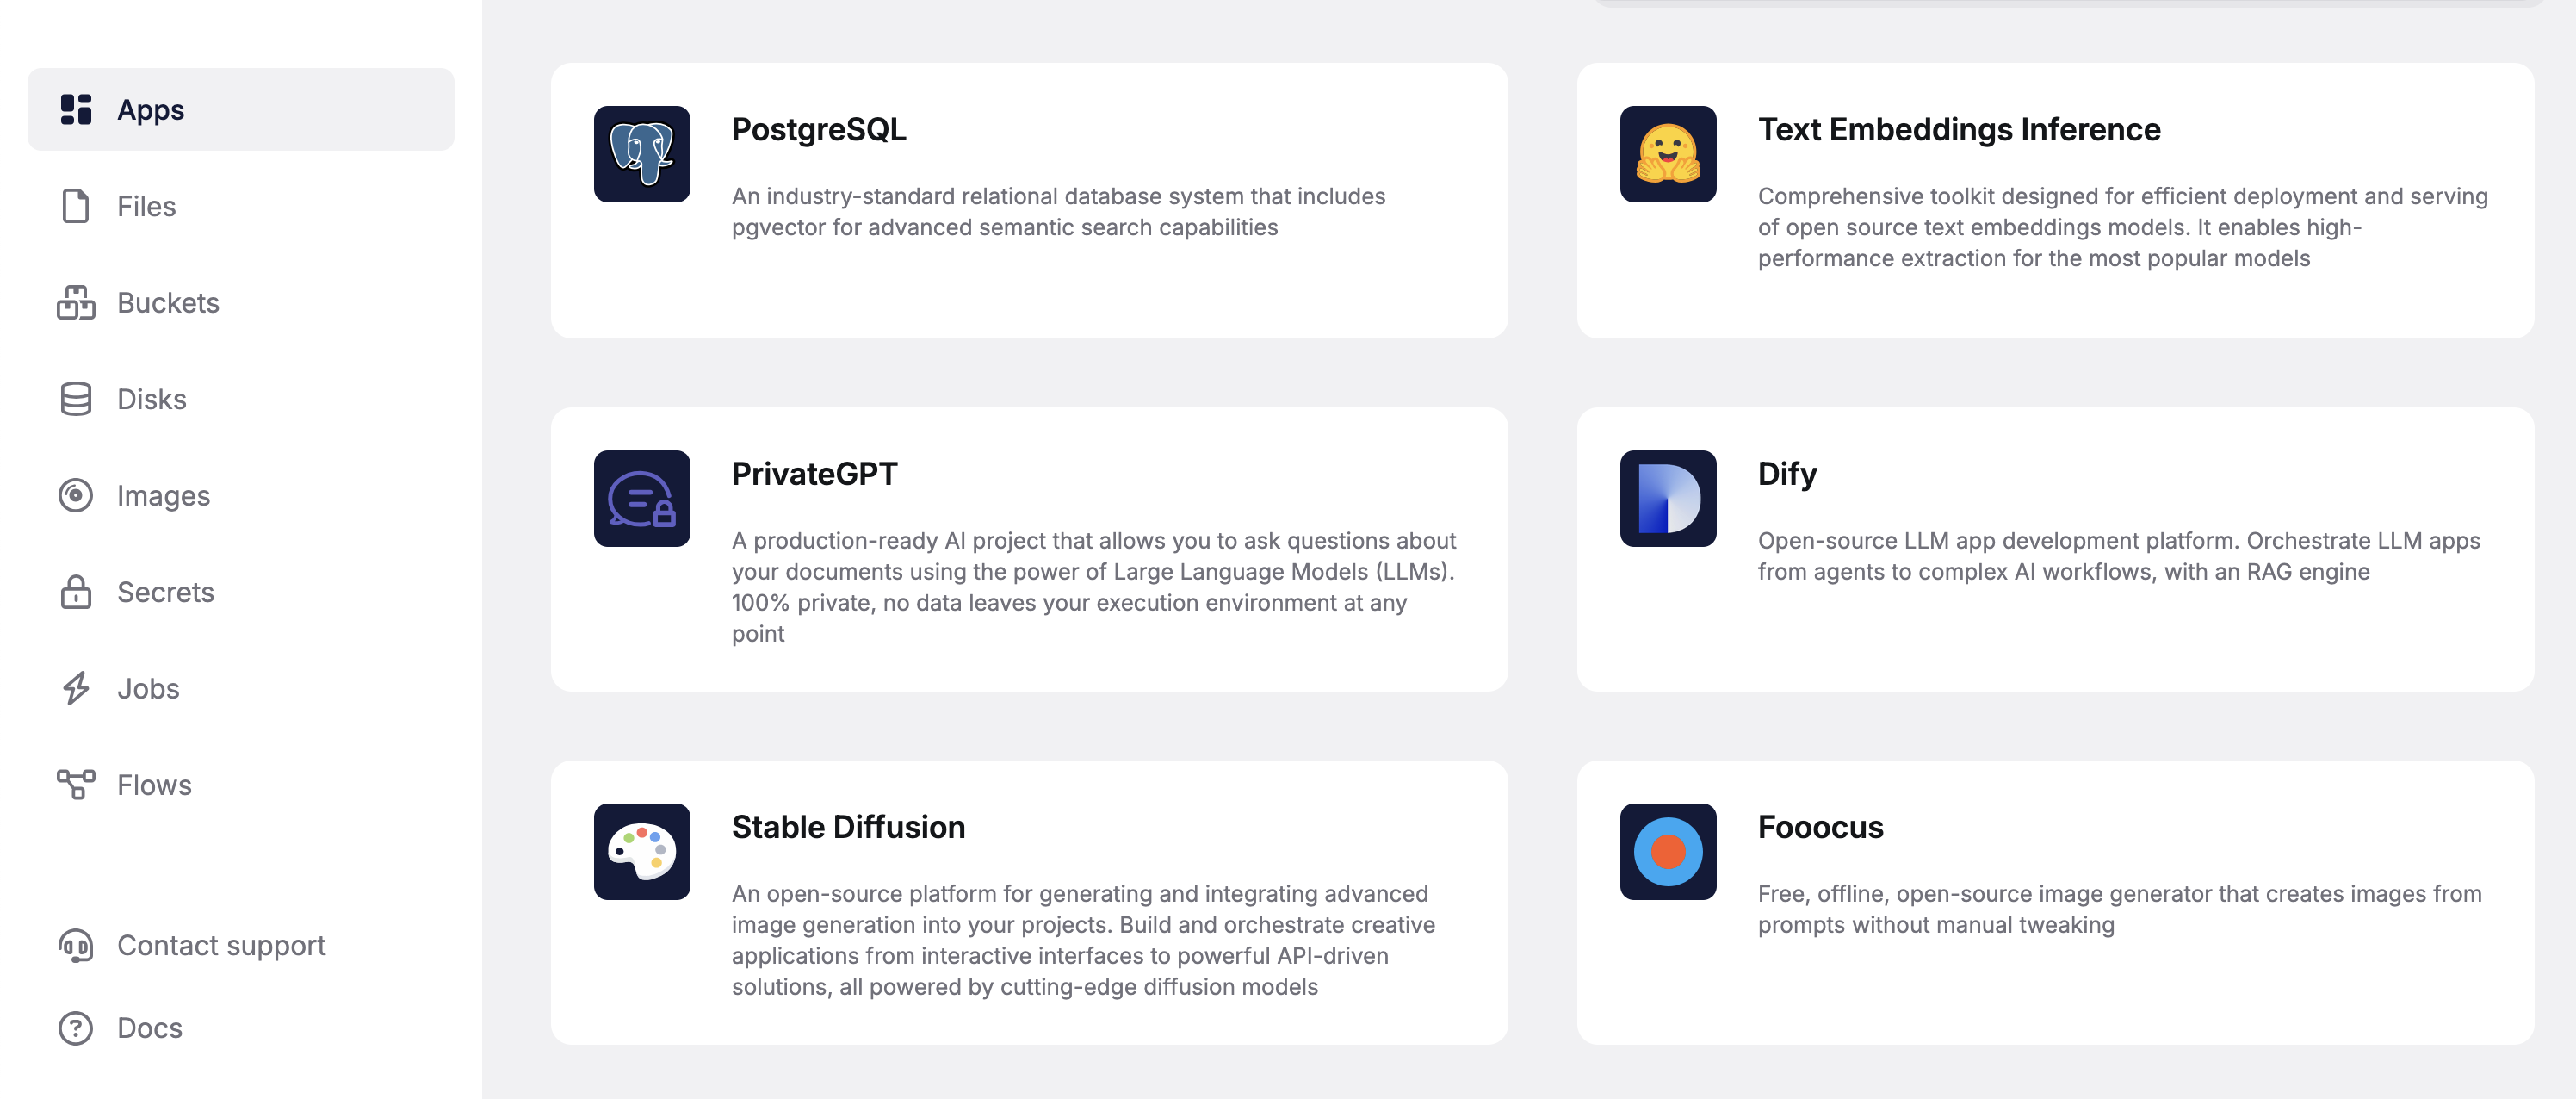 Apps
Files
Buckets
Disks
Images
Secrets
Jobs
Flows
Contact support
Docs
PostgreSQL
An industry-standard relational database system that includes
pgvector for advanced semantic search capabilities
Text Embeddings Inference
Comprehensive toolkit designed for efficient deployment and serving
of open source text embeddings models. It enables high-
performance extraction for the most popular models
PrivateGPT
A production-ready AI project that allows you to ask questions about
your documents using the power of Large Language Models (LLMs).
100% private, no data leaves your execution environment at any
point
Dify
Open-source LLM app development platform. Orchestrate LLM apps
from agents to complex AI workflows, with an RAG engine
Stable Diffusion
An open-source platform for generating and integrating advanced
image generation into your projects. Build and orchestrate creative
applications from interactive interfaces to powerful API-driven
solutions, all powered by cutting-edge diffusion models
Fooocus
Free, offline, open-source image generator that creates images from
prompts without manual tweaking